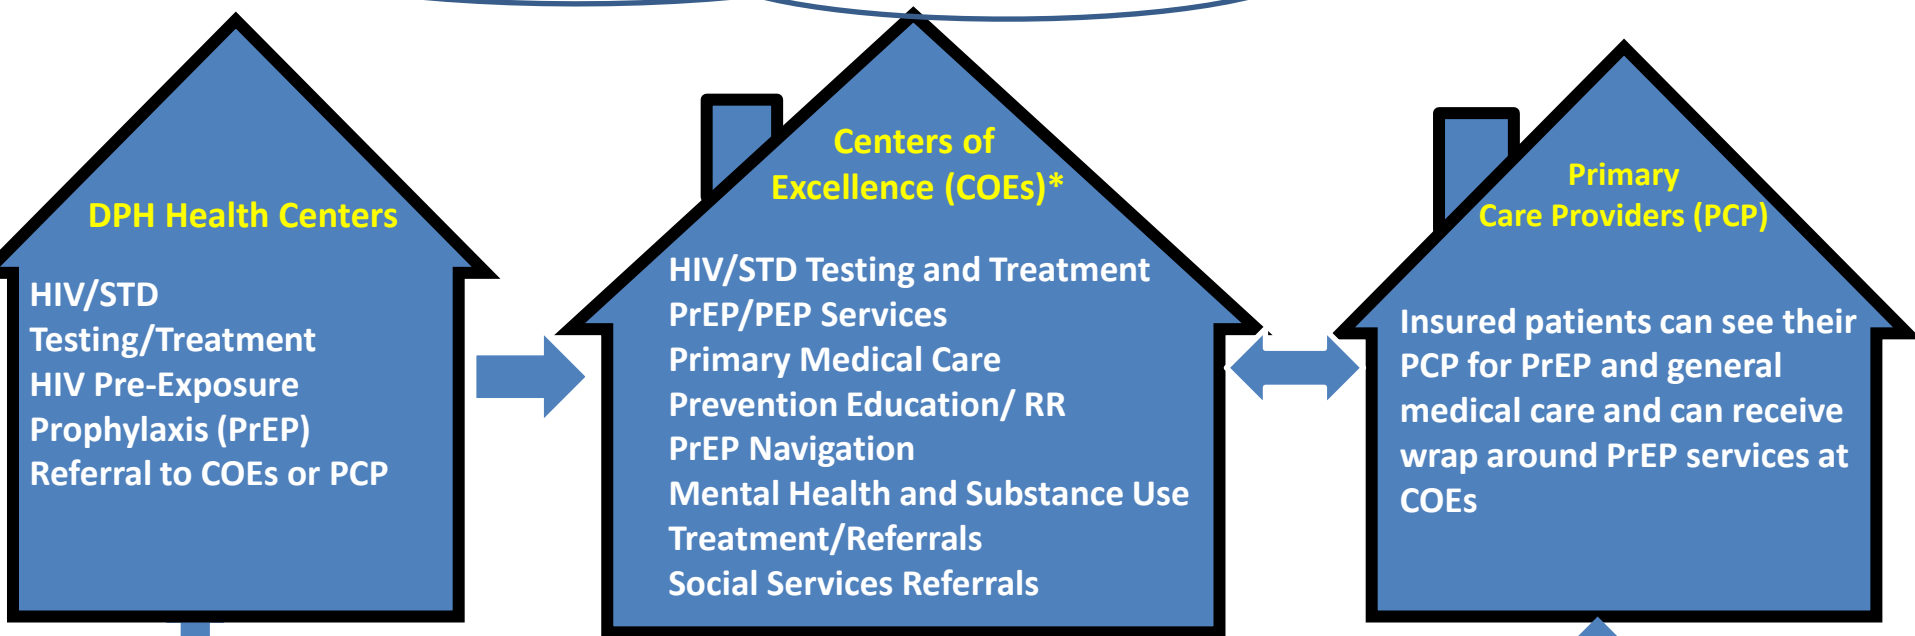 DPH Health Centers
HIV/STD
Testing/Treatment
HIV Pre-Exposure
Prophylaxis (PrEP)
Referral to COEs or PCP
Centers of
Excellence (COEs)*
HIV/STD Testing and Treatment
PrEP/PEP Services
Primary Medical Care
Prevention Education/ RR
PrEP Navigation
Mental Health and Substance Use
Treatment/Referrals
Social Services Referrals
Primary
Care Providers (PCP)
Insured patients can see their
PCP for PrEP and general
medical care and can receive
wrap around PrEP services at
COEs